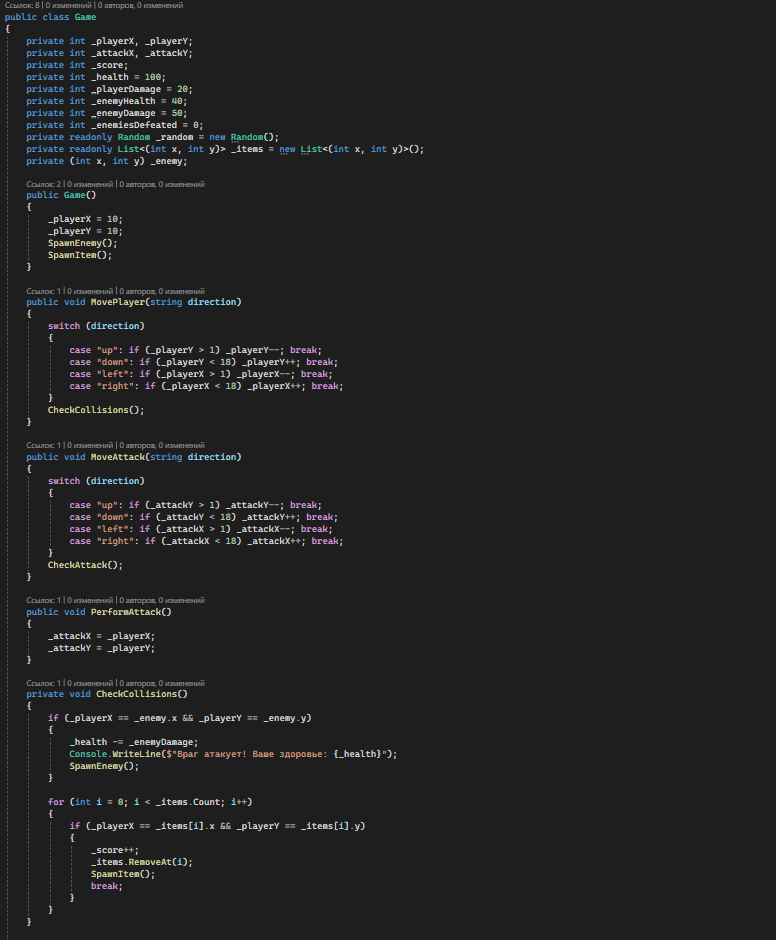 Ссылок: 8 | 0 изменений | 0 авторов, 0 изменений
public class Game
{
    private int _playerX, _playerY;
    private int _attackX, _attackY;
    private int _score;
    private int _health = 100;
    private int _playerDamage = 20;
    private int _enemyHealth = 40;
    private int _enemyDamage = 50;
    private int _enemiesDefeated = 0;
    private readonly Random _random = new Random();
    private readonly List<(int x, int y)> _items = new List<(int x, int y)>();
    private (int x, int y) _enemy;
    Ссылок: 2 | 0 изменений | 0 авторов, 0 изменений
    public Game()
    {
        _playerX = 10;
        _playerY = 10;
        SpawnEnemy();
        SpawnItem();
    }
    Ссылок: 1 | 0 изменений | 0 авторов, 0 изменений
    public void MovePlayer(string direction)
    {
        switch (direction)
        {
            case "up": if (_playerY > 1) _playerY--; break;
            case "down": if (_playerY < 18) _playerY++; break;
            case "left": if (_playerX > 1) _playerX--; break;
            case "right": if (_playerX < 18) _playerX++; break;
        }
        CheckCollisions();
    }
    Ссылок: 1 | 0 изменений | 0 авторов, 0 изменений
    public void MoveAttack(string direction)
    {
        switch (direction)
        {
            case "up": if (_attackY > 1) _attackY--; break;
            case "down": if (_attackY < 18) _attackY++; break;
            case "left": if (_attackX > 1) _attackX--; break;
            case "right": if (_attackX < 18) _attackX++; break;
        }
        CheckAttack();
    }
    Ссылок: 1 | 0 изменений | 0 авторов, 0 изменений
    public void PerformAttack()
    {
        _attackX = _playerX;
        _attackY = _playerY;
    }
    Ссылок: 1 | 0 изменений | 0 авторов, 0 изменений
    private void CheckCollisions()
    {
        if (_playerX == _enemy.x && _playerY == _enemy.y)
        {
            _health -= _enemyDamage;
            Console.WriteLine($"Враг атакует! Ваше здоровье: {_health}");
            SpawnEnemy();
        }
        for (int i = 0; i < _items.Count; i++)
        {
            if (_playerX == _items[i].x && _playerY == _items[i].y)
            {
                _score++;
                _items.RemoveAt(i);
                SpawnItem();
                break;
            }
        }
    }